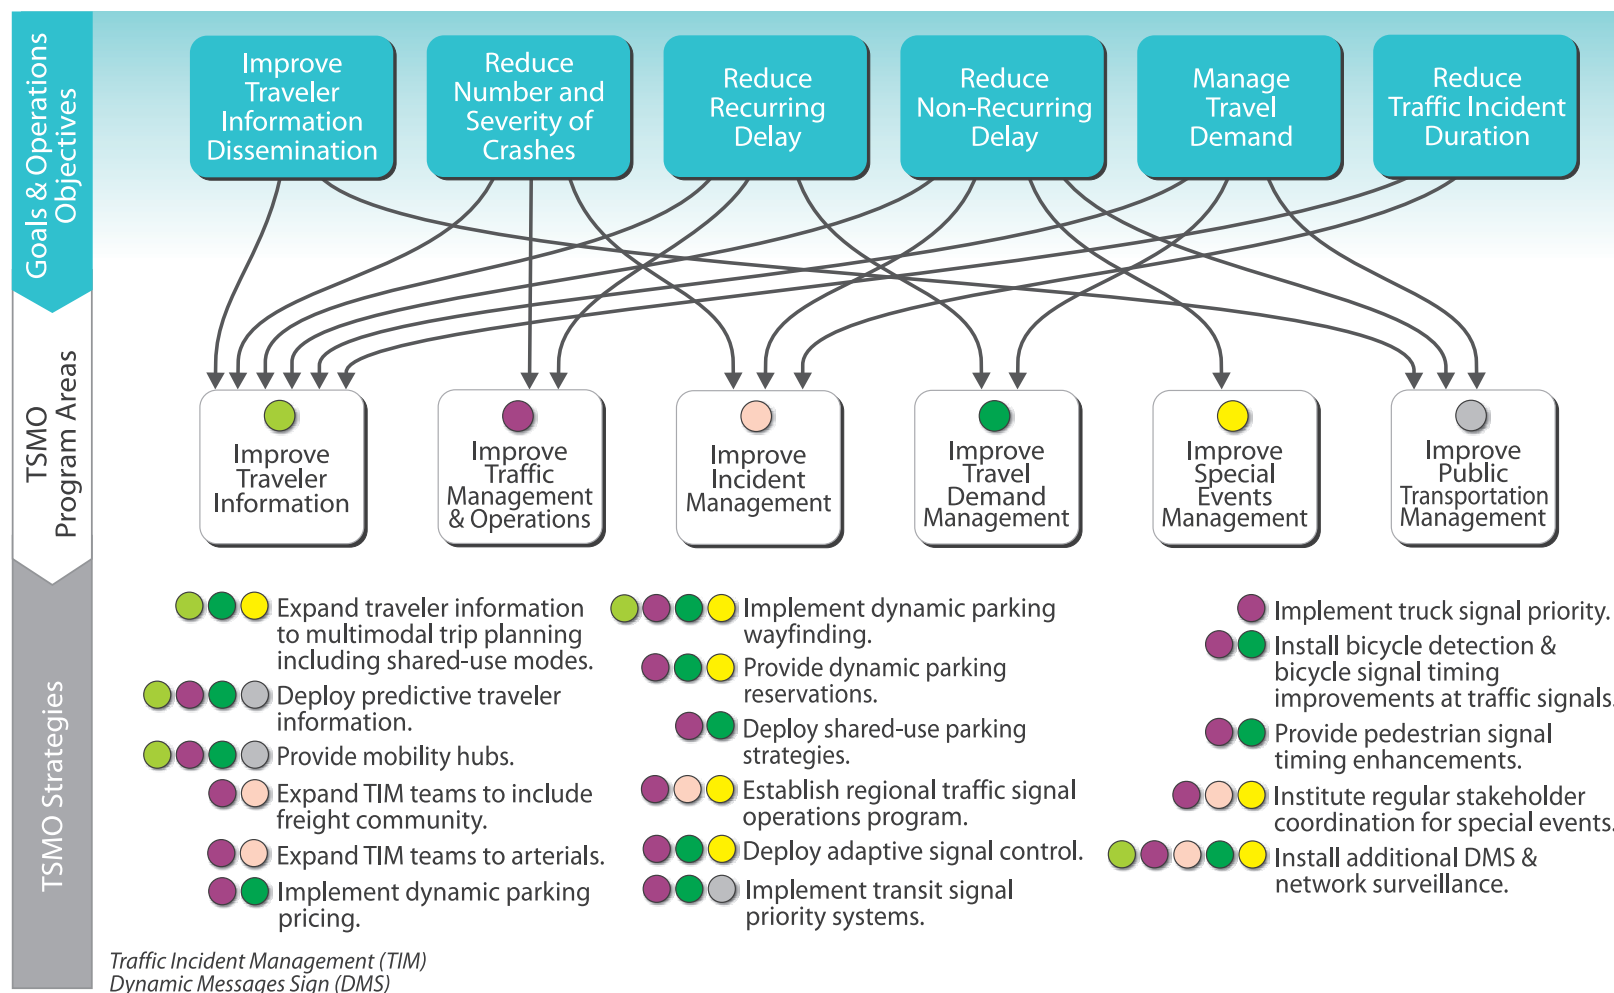 Goals & Operations
Objectives
Improve
Traveler
Information
Dissemination
Reduce
Number and
Severity of
Crashes
Reduce
Recurring
Delay
Reduce
Non-Recurring
Delay
Manage
Travel
Demand
Reduce
Traffic Incident
Duration
TSMO
Program Areas
Improve
Traveler
Information
Improve
Traffic
Management
& Operations
Improve
Incident
Management
Improve
Travel
Demand
Management
Improve
Special
Events
Management
Improve
Public
Transportation
Management
TSMO Strategies
Expand traveler information
to multimodal trip planning
including shared-use modes.
Deploy predictive traveler
information.
Provide mobility hubs.
Expand TIM teams to include
freight community.
Expand TIM teams to arterials.
Implement dynamic parking
pricing.
Implement dynamic parking
wayfinding.
Provide dynamic parking
reservations.
Deploy shared-use parking
strategies.
Establish regional traffic signal
operations program.
Deploy adaptive signal control.
Implement transit signal
priority systems.
Implement truck signal priority.
Install bicycle detection &
bicycle signal timing
improvements at traffic signals.
Provide pedestrian signal
timing enhancements.
Institute regular stakeholder
coordination for special events.
Install additional DMS &
network surveillance.
Traffic Incident Management (TIM)
Dynamic Messages Sign (DMS)